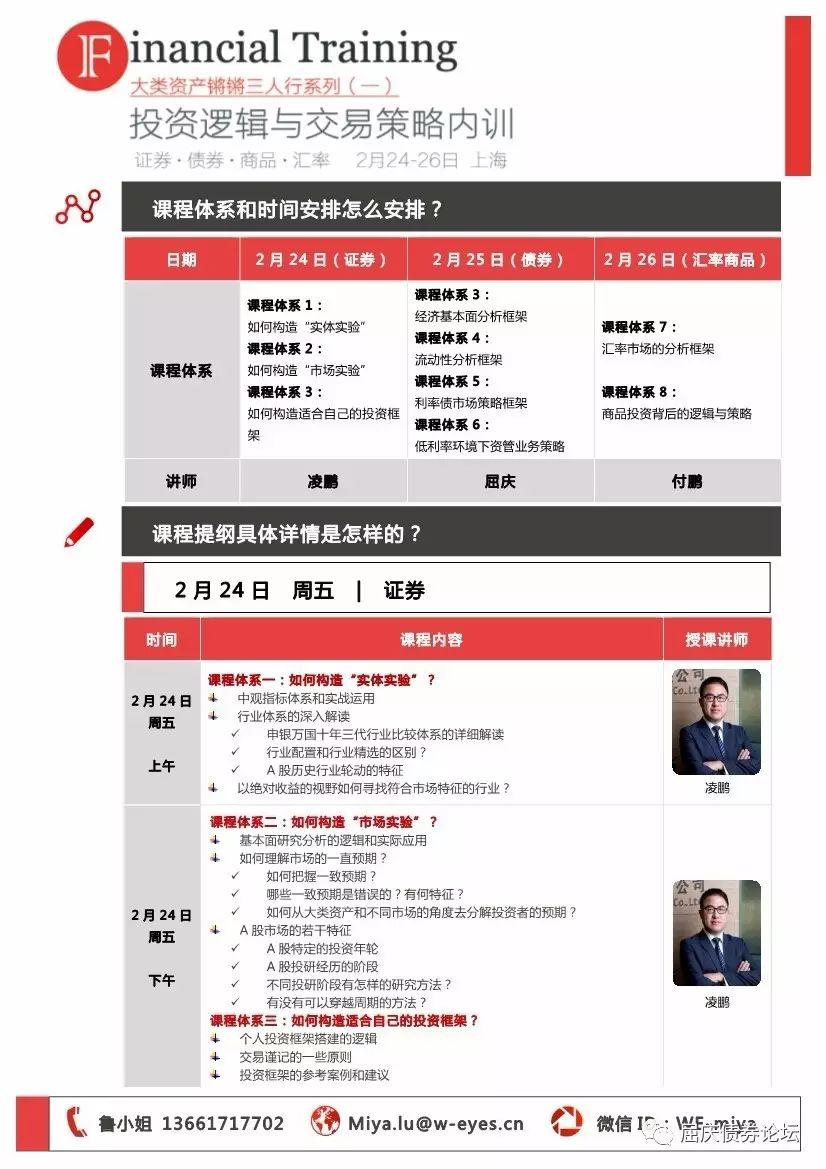 Financial Training
大类资产锵锵三人行系列（一）
投资逻辑与交易策略内训
证券·债券·商品·汇率 2月24-26日 上海
课程体系和时间安排怎么安排？
日期 2月24日（证券） 2月25日（债券） 2月26日（汇率商品）
课程体系
课程体系 1：
如何构造“实体实验”
课程体系 2：
如何构造“市场实验”
课程体系 3：
如何构造适合自己的投资框
架
课程体系 3：
经济基本面分析框架
课程体系 4：
流动性分析框架
课程体系 5：
利率债市场策略框架
课程体系 6：
低利率环境下资管业务策略
课程体系 7：
汇率市场的分析框架
课程体系 8：
商品投资背后的逻辑与策略
讲师 凌鹏 屈庆 付鹏
课程提纲具体详情是怎样的？
2月24日 周五 | 证券
时间 课程内容 授课讲师
2月24日
周五
上午
课程体系一：如何构造“实体实验”？
中观指标体系和实战运用
行业体系的深入解读
✓ 申银万国十年三代行业比较体系的详细解读
✓ 行业配置和行业精选的区别？
✓ A股历史行业轮动的特征
以绝对收益的视野如何寻找符合市场特征的行业？
公司
Co.Ltd
凌鹏
2月24日
周五
下午
课程体系二：如何构造“市场实验”？
基本面研究分析的逻辑和实际应用
如何理解市场的一直预期？
✓ 如何把握一致预期？
✓ 哪些一致预期是错误的？有何特征？
✓ 如何从大类资产和不同市场的角度去分解投资者的预期？
A股市场的若干特征
✓ A股特定的投资年轮
✓ A股投研经历的阶段
✓ 不同投研阶段有怎样的研究方法？
✓ 有没有可以穿越周期的方法？
课程体系三：如何构造适合自己的投资框架？
个人投资框架搭建的逻辑
交易谨记的一些原则
投资框架的参考案例和建议
公司
Co.Ltd
凌鹏
鲁小姐 13661717702 Miya.lu@w-eyes.cn 微信ID：WE-miya
屈庆债券论坛